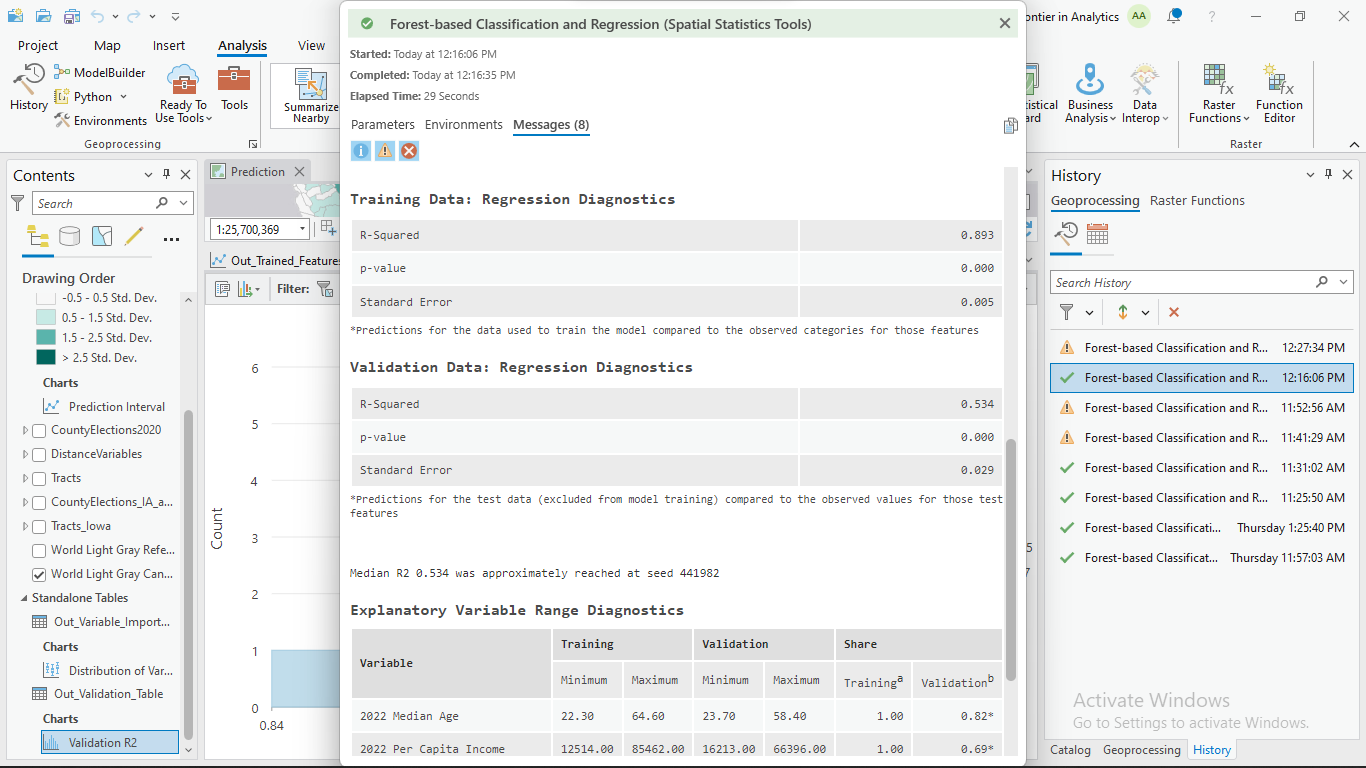 Forest-based Classification and Regression (Spatial Statistics Tools)
ontier in Analytics
AA
?
Started: Today at 12:16:06 PM
Completed: Today at 12:16:35 PM
Elapsed Time: 29 Seconds
Parameters Environments Messages (8)
Project Map Insert Analysis View
History
ModelBuilder
Python
Environments
Ready To
Use Tools
Tools
Summarize
Nearby
Geoprocessing
Business
Analysis
Data
Interop
Raster
Functions
Function
Editor
Raster
Contents
Search
Drawing Order
-0.5 - 0.5 Std. Dev.
0.5 - 1.5 Std. Dev.
1.5 - 2.5 Std. Dev.
> 2.5 Std. Dev.
Charts
Prediction Interval
CountyElections2020
DistanceVariables
Tracts
CountyElections_IA_a...
Tracts_Iowa
World Light Gray Refe...
World Light Gray Can...
Standalone Tables
Out_Variable_Import...
Charts
Distribution of Var...
Out_Validation_Table
Charts
Validation R2
Prediction
1:25,700,369
Out_Trained_Features
Filter:
Count
6
5
4
3
2
1
0
0.84
Training Data: Regression Diagnostics
R-Squared 0.893
p-value 0.000
Standard Error 0.005
*Predictions for the data used to train the model compared to the observed categories for those features
Validation Data: Regression Diagnostics
R-Squared 0.534
p-value 0.000
Standard Error 0.029
*Predictions for the test data (excluded from model training) compared to the observed values for those test
features
Median R2 0.534 was approximately reached at seed 441982
Explanatory Variable Range Diagnostics
Variable Training Validation Share
Minimum Maximum Minimum Maximum Training a Validation b
2022 Median Age 22.30 64.60 23.70 58.40 1.00 0.82*
2022 Per Capita Income 12514.00 85462.00 16213.00 66396.00 1.00 0.69*
History
Geoprocessing Raster Functions
Search History
Forest-based Classification and R... 12:27:34 PM
Forest-based Classification and R... 12:16:06 PM
Forest-based Classification and R... 11:52:56 AM
Forest-based Classification and R... 11:41:29 AM
Forest-based Classification and R... 11:31:02 AM
Forest-based Classification and R... 11:25:50 AM
Forest-based Classificati... Thursday 1:25:40 PM
Forest-based Classificat... Thursday 11:57:03 AM
Activate Windows
Go to Settings to activate Windows.
Catalog Geoprocessing History